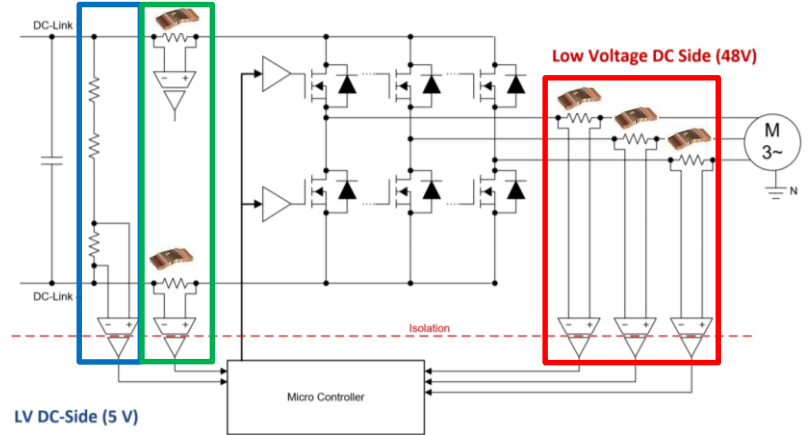 DC-Link
Low Voltage DC Side (48V)
- +
M
3~
N
DC-Link
- +
- +
- +
- +
- +
Isolation
Micro Controller
LV DC-Side (5 V)